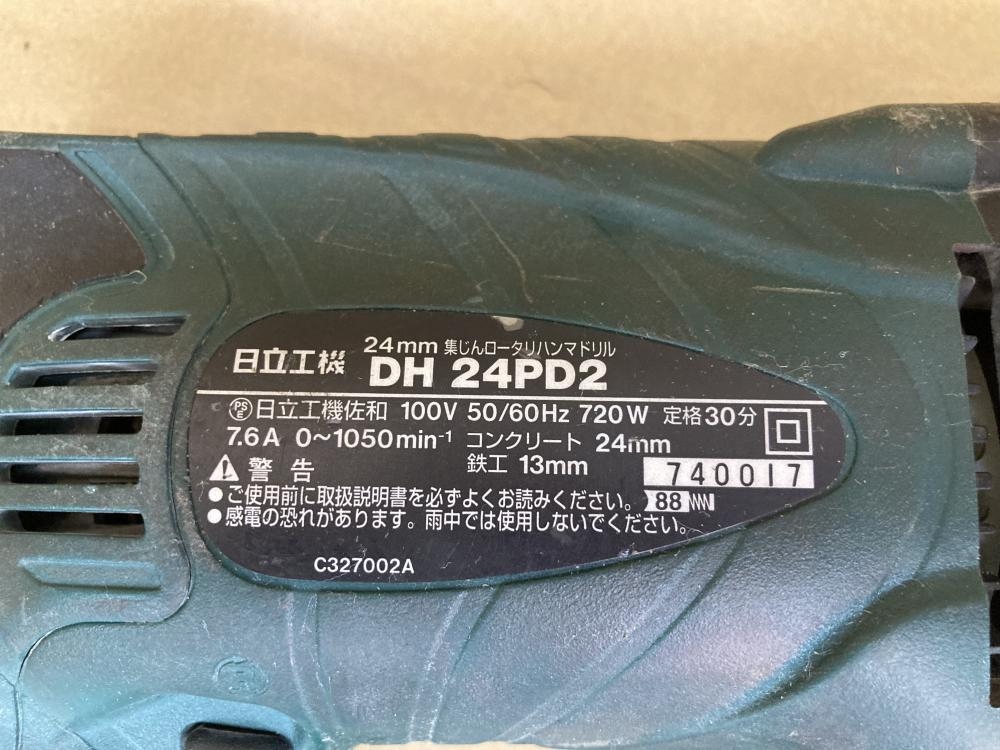 24mm 集じんロータリハンマドリル
日立工機 DH 24PD2
PSE 日立工機佐和 100V 50/60Hz 720W 定格30分
7.6A 0～1050min⁻¹ コンクリート 24mm
鉄工 13mm
740017
⚠警告
88
●ご使用前に取扱説明書を必ずよくお読みください。
●感電の恐れがあります。雨中では使用しないでください。
C327002A